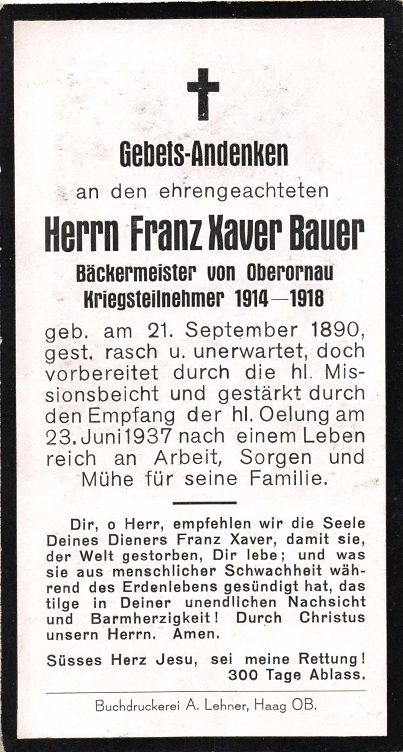 Gebets-Andenken
an den ehrengeachteten
Herrn Franz Xaver Bauer
Bäckermeister von Oberornau
Kriegsteilnehmer 1914—1918
geb. am 21. September 1890,
gest. rasch u. unerwartet, doch
vorbereitet durch die hl. Mis-
sionsbeicht und gestärkt durch
den Empfang der hl. Oelung am
23. Juni 1937 nach einem Leben
reich an Arbeit, Sorgen und
Mühe für seine Familie.
Dir, o Herr, empfehlen wir die Seele
Deines Dieners Franz Xaver, damit sie,
der Welt gestorben, Dir lebe; und was
sie aus menschlicher Schwachheit wäh-
rend des Erdenlebens gesündigt hat, das
tilge in Deiner unendlichen Nachsicht
und Barmherzigkeit! Durch Christus
unsern Herrn. Amen.
Süsses Herz Jesu, sei meine Rettung!
300 Tage Ablass.
Buchdruckerei A. Lehner, Haag OB.